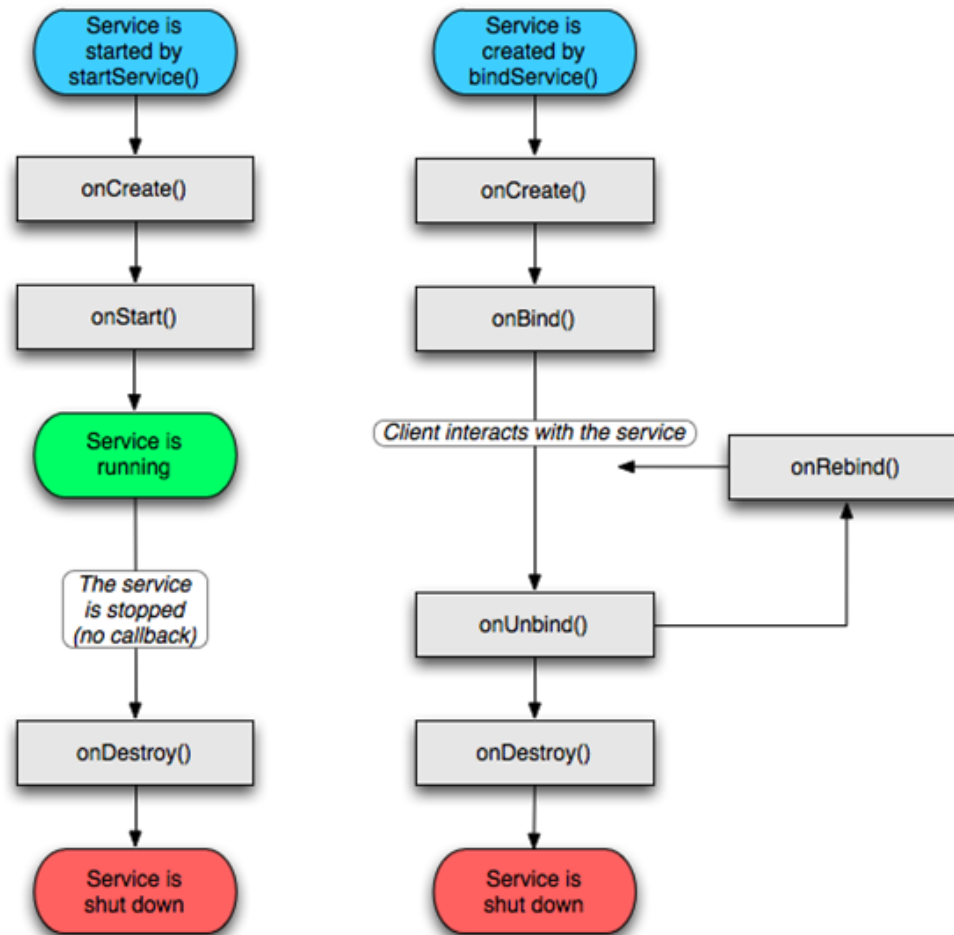 Service is
started by
startService()
onCreate()
onStart()
Service is
running
The service
is stopped
(no callback)
onDestroy()
Service is
shut down
Service is
created by
bindService()
onCreate()
onBind()
Client interacts with the service
onRebind()
onUnbind()
onDestroy()
Service is
shut down